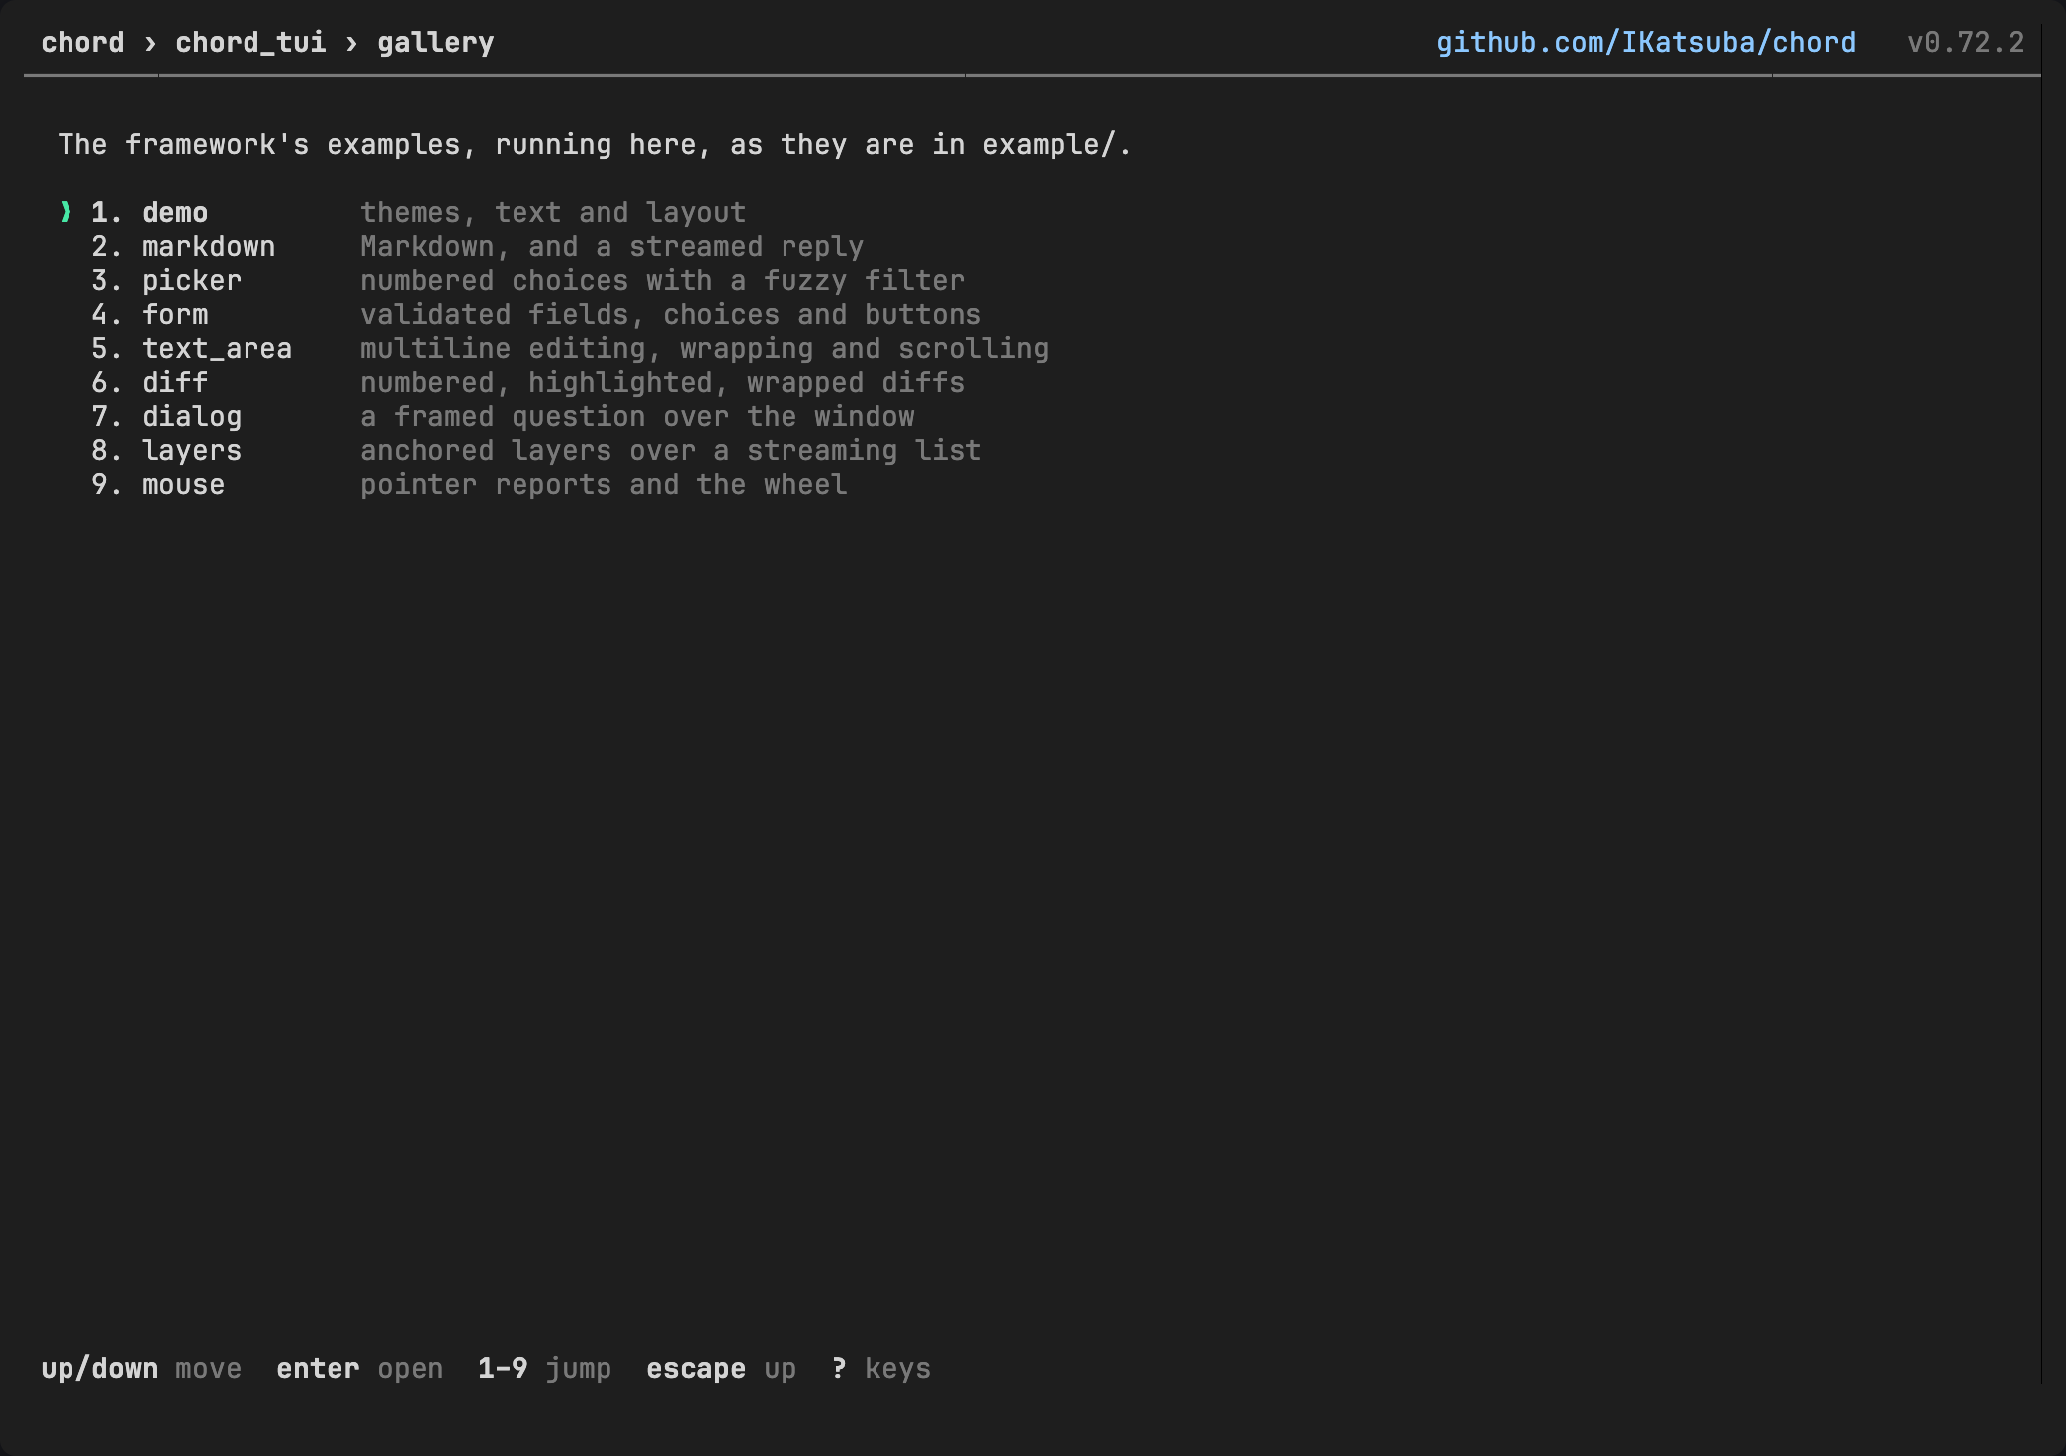 chord › chord_tui › gallery github.com/IKatsuba/chord v0.72.2
The framework's examples, running here, as they are in example/.
❯ 1. demo themes, text and layout
2. markdown Markdown, and a streamed reply
3. picker numbered choices with a fuzzy filter
4. form validated fields, choices and buttons
5. text_area multiline editing, wrapping and scrolling
6. diff numbered, highlighted, wrapped diffs
7. dialog a framed question over the window
8. layers anchored layers over a streaming list
9. mouse pointer reports and the wheel
up/down move enter open 1-9 jump escape up ? keys